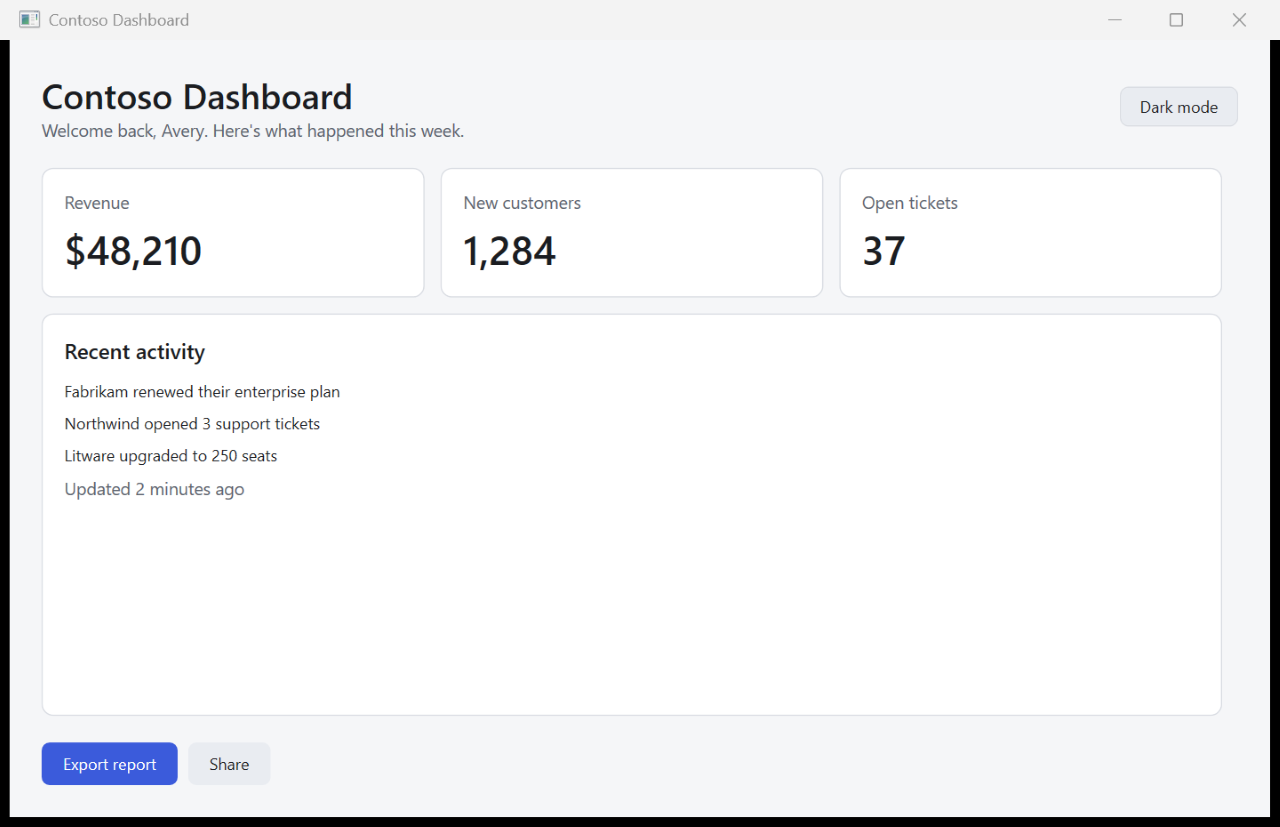 Contoso Dashboard
Contoso Dashboard
Welcome back, Avery. Here's what happened this week.
Dark mode
Revenue
$48,210
New customers
1,284
Open tickets
37
Recent activity
Fabrikam renewed their enterprise plan
Northwind opened 3 support tickets
Litware upgraded to 250 seats
Updated 2 minutes ago
Export report
Share